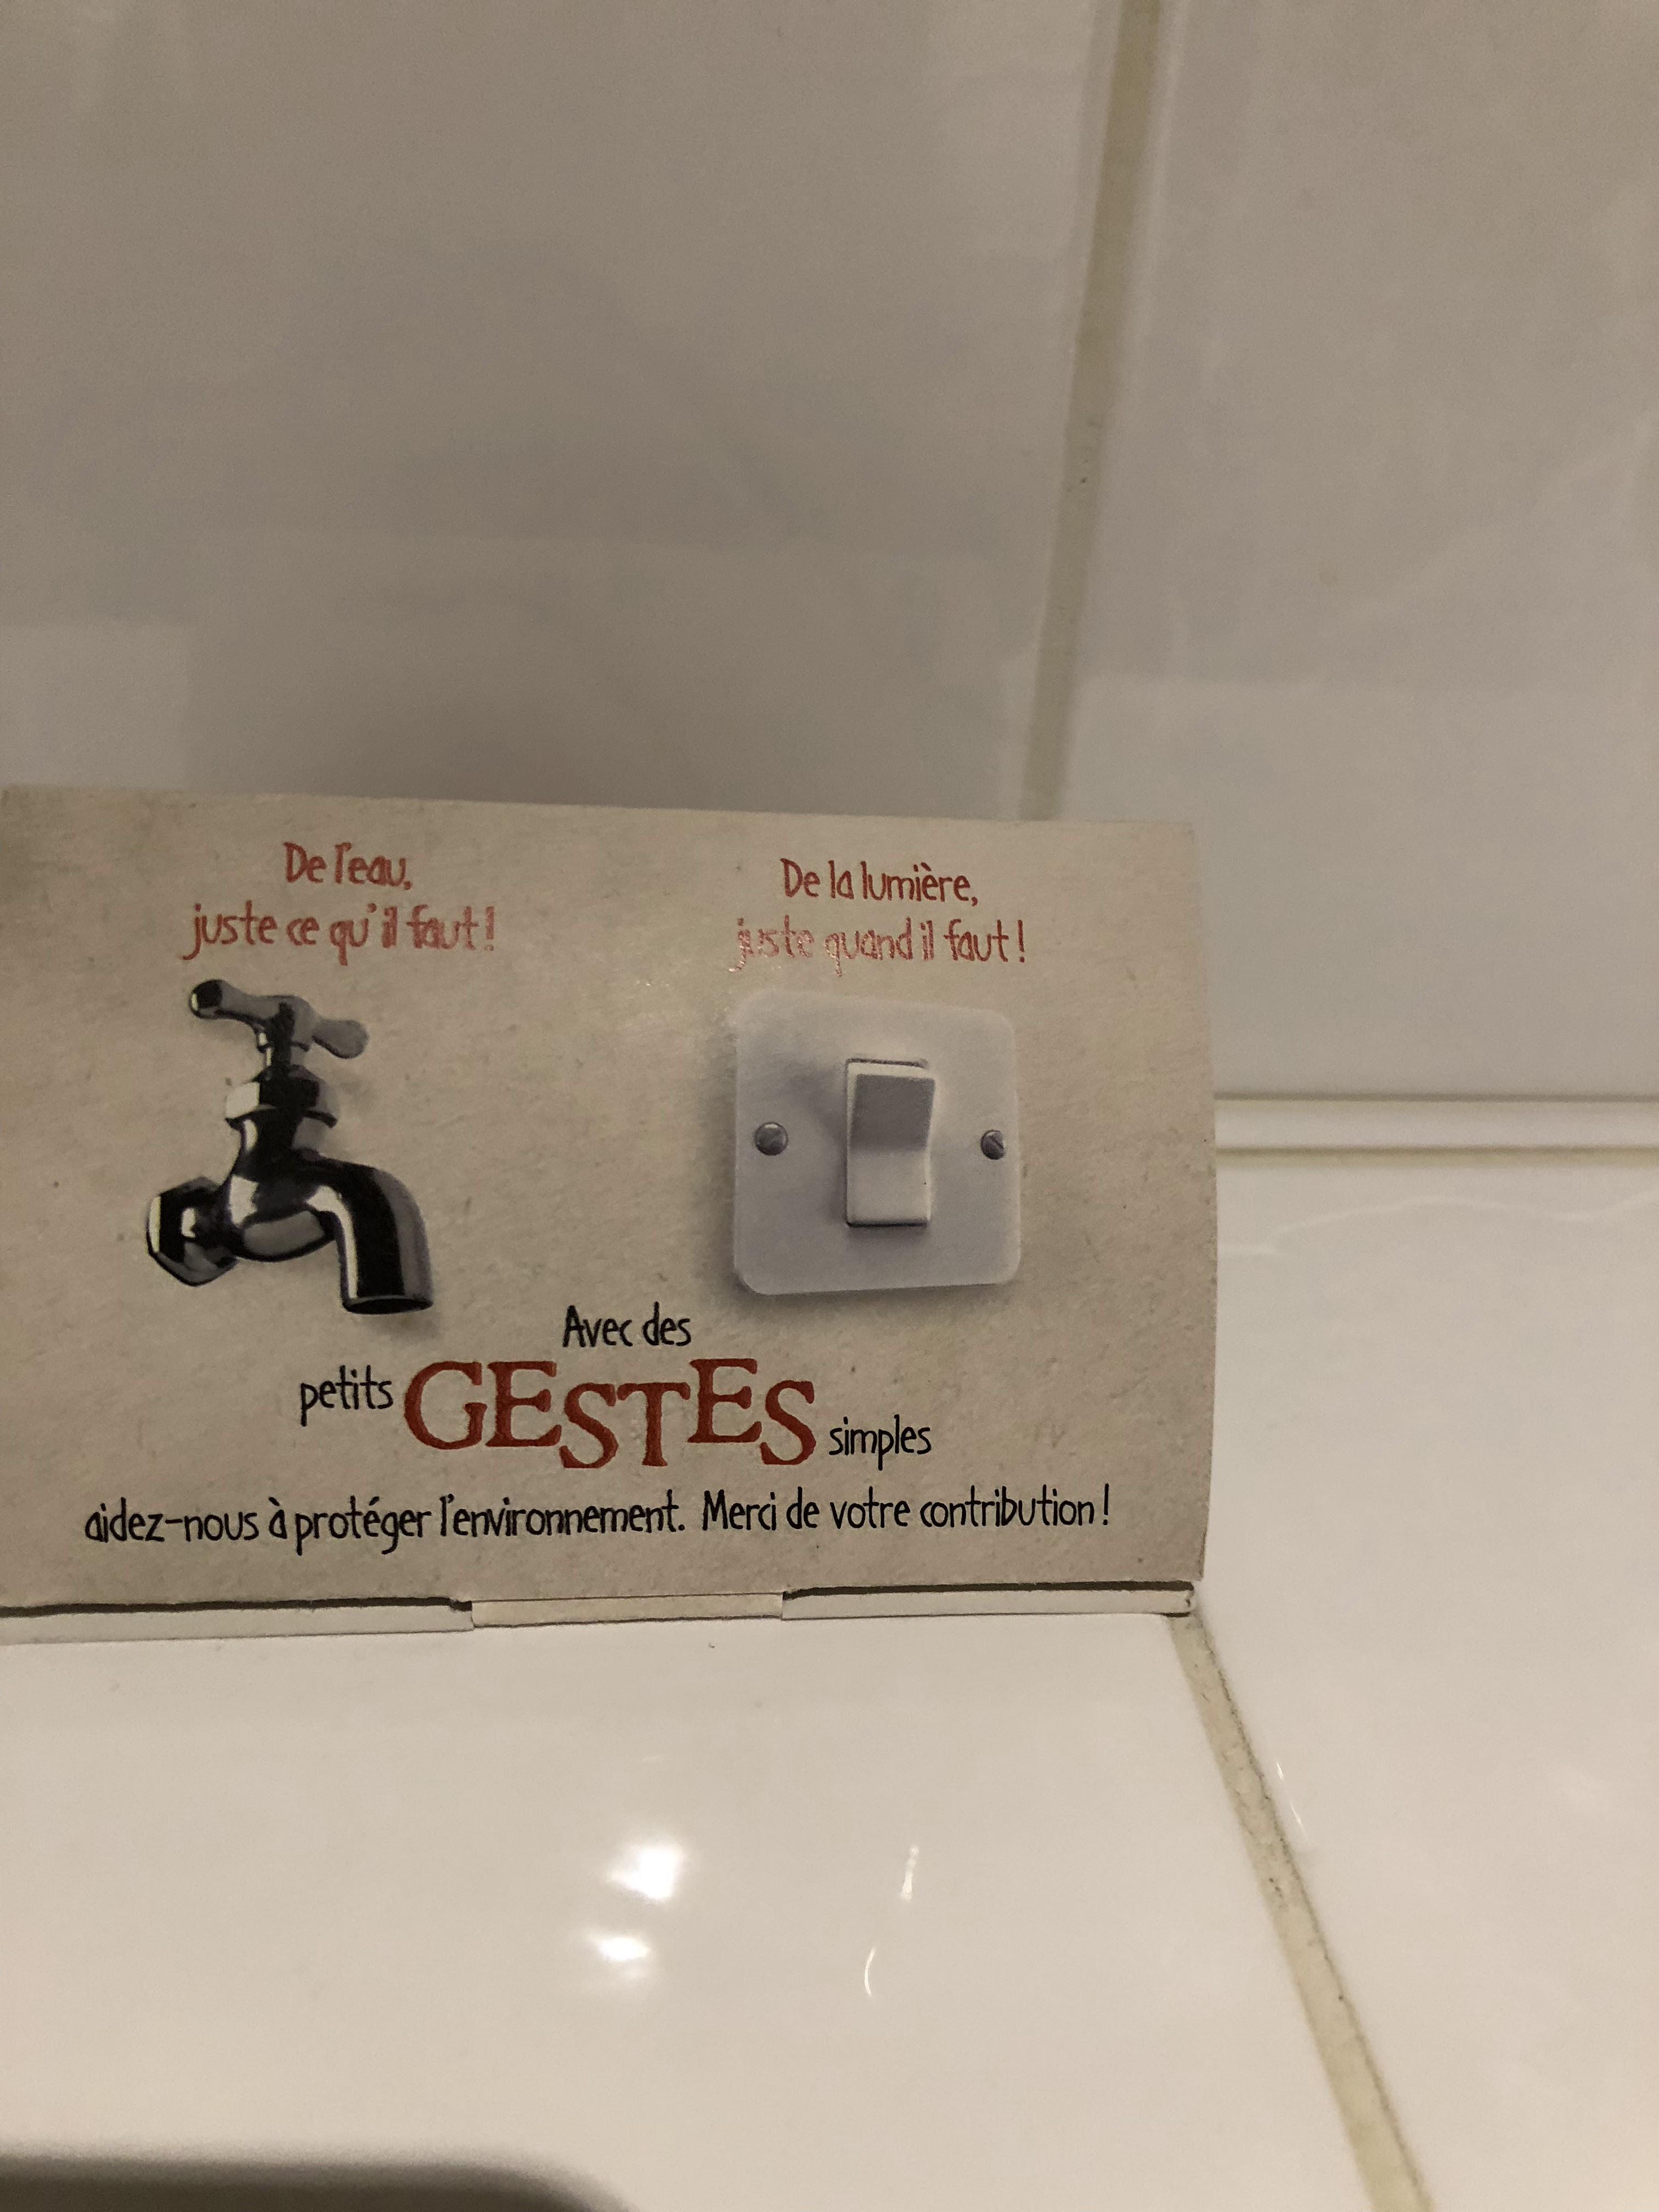 De l'eau,
juste ce qu'il faut !
De la lumière,
juste quand il faut !
Avec des
petits GESTES simples
aidez-nous à protéger l'environnement. Merci de votre contribution !